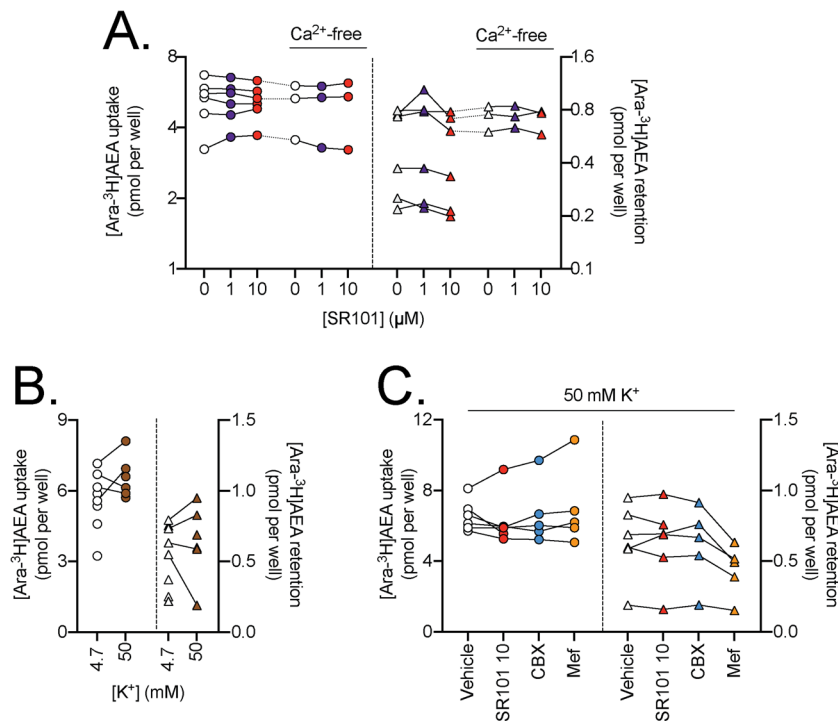 A.
Ca²⁺-free
Ca²⁺-free
[Ara-³H]AEA uptake
(pmol per well)
8
4
2
1
1.6
0.8
0.4
0.2
0.1
[Ara-³H]AEA retention
(pmol per well)
0 1 10 0 1 10 0 1 10 0 1 10
[SR101] (µM)
B.
[Ara-³H]AEA uptake
(pmol per well)
9
6
3
0
1.5
1.0
0.5
0.0
[Ara-³H]AEA retention
(pmol per well)
4.7 50 4.7 50
[K⁺] (mM)
C.
50 mM K⁺
[Ara-³H]AEA uptake
(pmol per well)
12
8
4
0
1.5
1.0
0.5
0.0
[Ara-³H]AEA retention
(pmol per well)
Vehicle
SR101 10
CBX
Mef
Vehicle
SR101 10
CBX
Mef